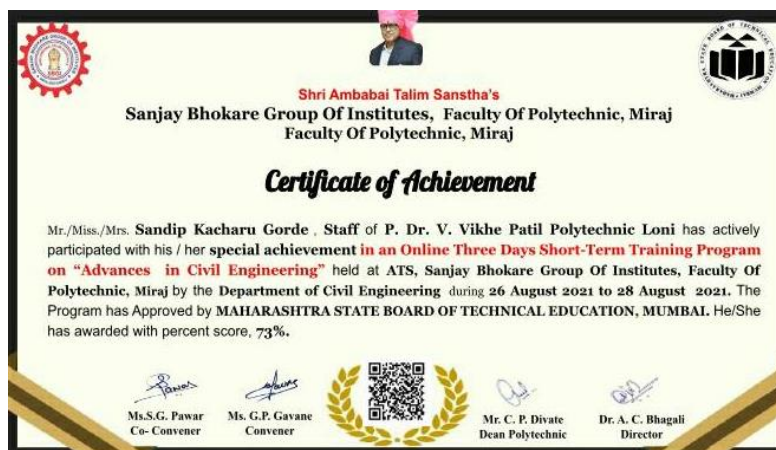 Shri Ambabai Talim Sanstha's
Sanjay Bhokare Group Of Institutes, Faculty Of Polytechnic, Miraj
Faculty Of Polytechnic, Miraj
Certificate of Achievement
Mr./Miss./Mrs. Sandip Kacharu Gorde , Staff of P. Dr. V. Vikhe Patil Polytechnic Loni has actively
participated with his / her special achievement in an Online Three Days Short-Term Training Program
on “Advances in Civil Engineering” held at ATS, Sanjay Bhokare Group Of Institutes, Faculty Of
Polytechnic, Miraj by the Department of Civil Engineering during 26 August 2021 to 28 August 2021. The
Program has Approved by MAHARASHTRA STATE BOARD OF TECHNICAL EDUCATION, MUMBAI. He/She
has awarded with percent score, 73%.
Ms.S.G. Pawar
Co- Convener
Ms. G.P. Gavane
Convener
Mr. C. P. Divate
Dean Polytechnic
Dr. A. C. Bhagali
Director